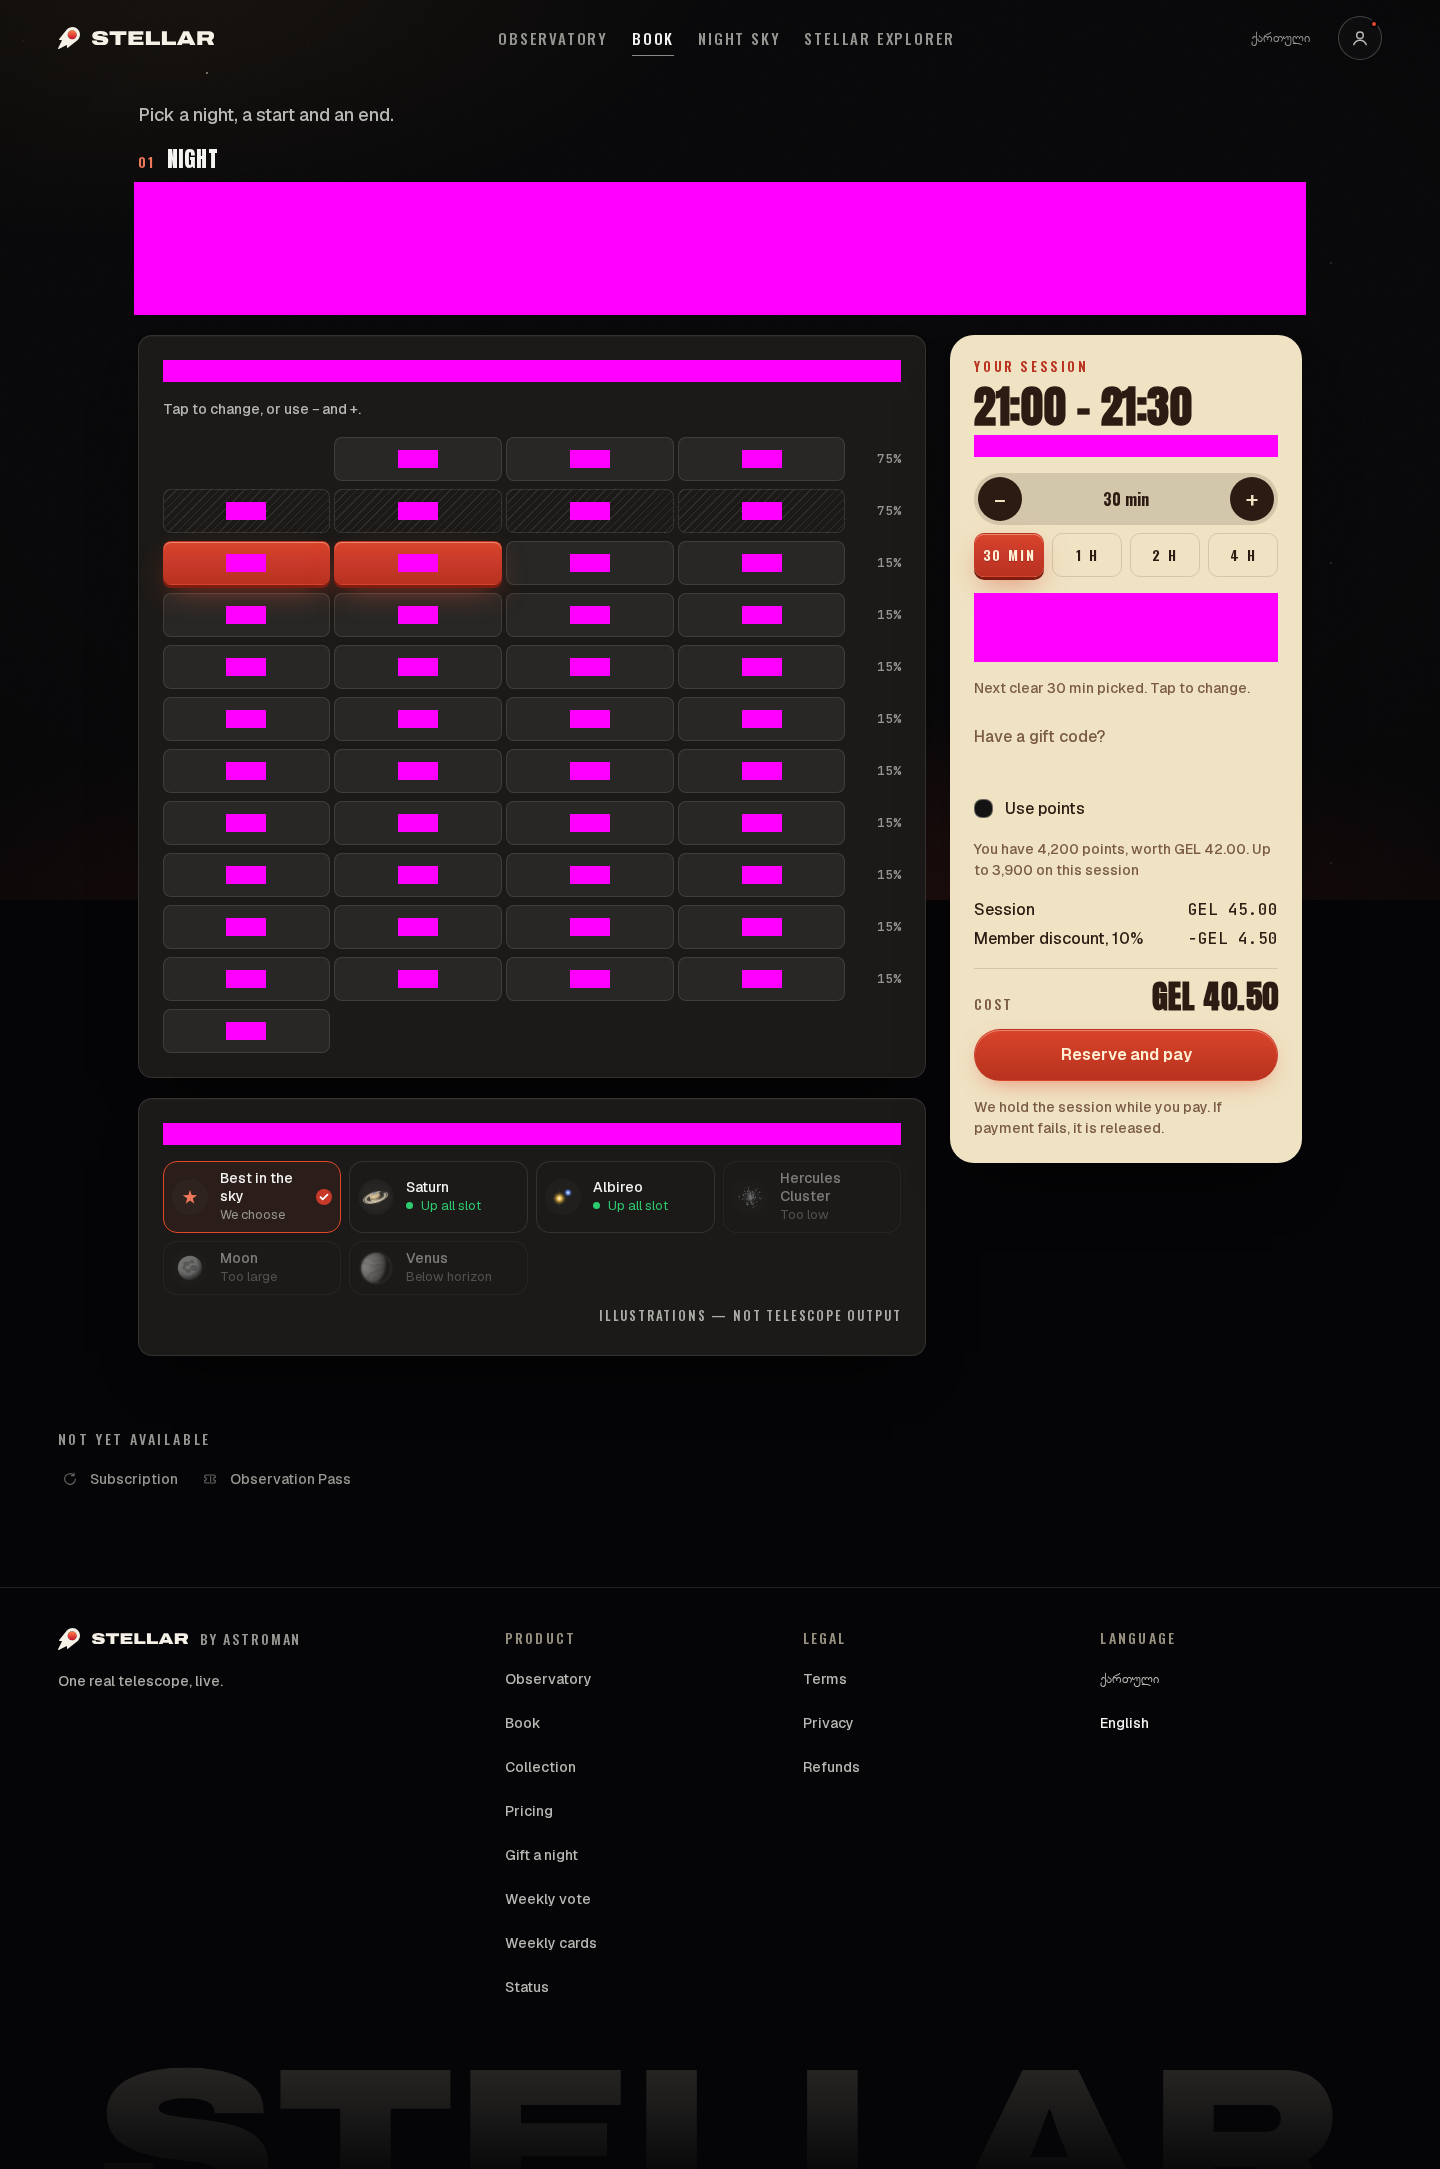 STELLAR
OBSERVATORY BOOK NIGHT SKY STELLAR EXPLORER
ქართული
Pick a night, a start and an end.
01 NIGHT
Tap to change, or use – and +.
75%
75%
15%
15%
15%
15%
15%
15%
15%
15%
15%
YOUR SESSION
21:00 – 21:30
– 30 min +
30 MIN 1 H 2 H 4 H
Next clear 30 min picked. Tap to change.
Have a gift code?
Use points
You have 4,200 points, worth GEL 42.00. Up
to 3,900 on this session
Session GEL 45.00
Member discount, 10% -GEL 4.50
COST GEL 40.50
Reserve and pay
We hold the session while you pay. If
payment fails, it is released.
Best in the
sky
We choose
Saturn
Up all slot
Albireo
Up all slot
Hercules
Cluster
Too low
Moon
Too large
Venus
Below horizon
ILLUSTRATIONS — NOT TELESCOPE OUTPUT
NOT YET AVAILABLE
Subscription Observation Pass
STELLAR BY ASTROMAN
One real telescope, live.
PRODUCT
Observatory
Book
Collection
Pricing
Gift a night
Weekly vote
Weekly cards
Status
LEGAL
Terms
Privacy
Refunds
LANGUAGE
ქართული
English
STELLAR